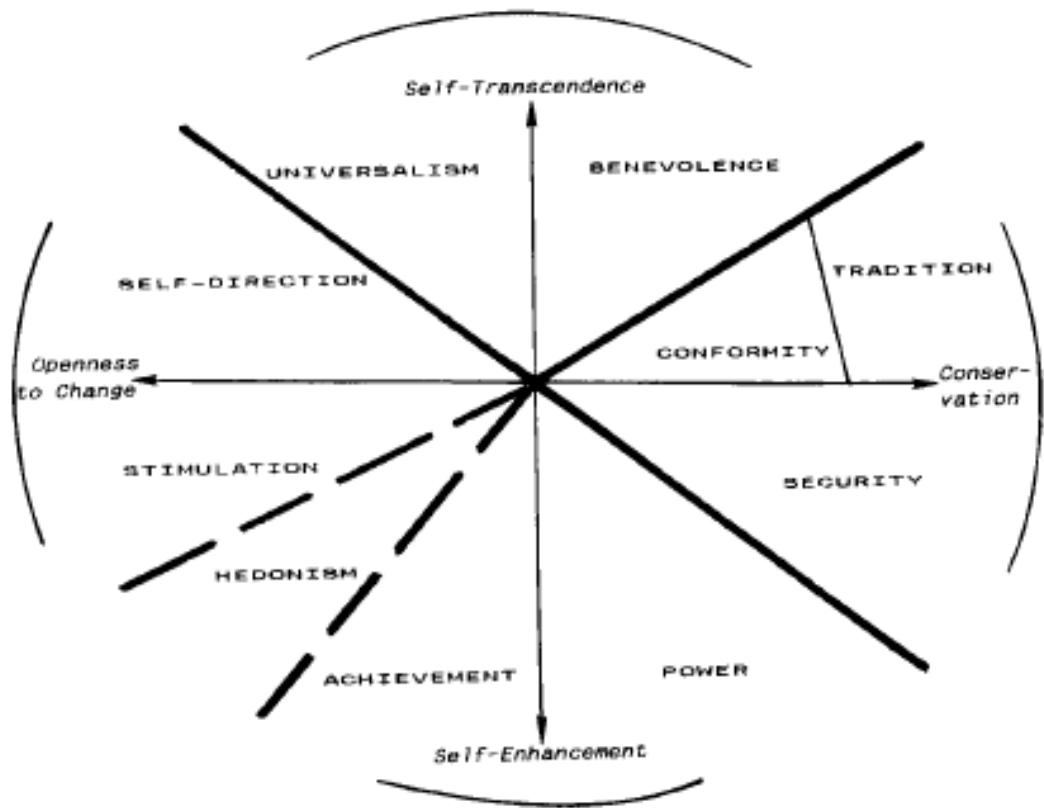 Self-Transcendence
UNIVERSALISM
BENEVOLENCE
SELF-DIRECTION
TRADITION
CONFORMITY
Openness
to Change
Conser-
vation
STIMULATION
SECURITY
HEDONISM
ACHIEVEMENT
POWER
Self-Enhancement